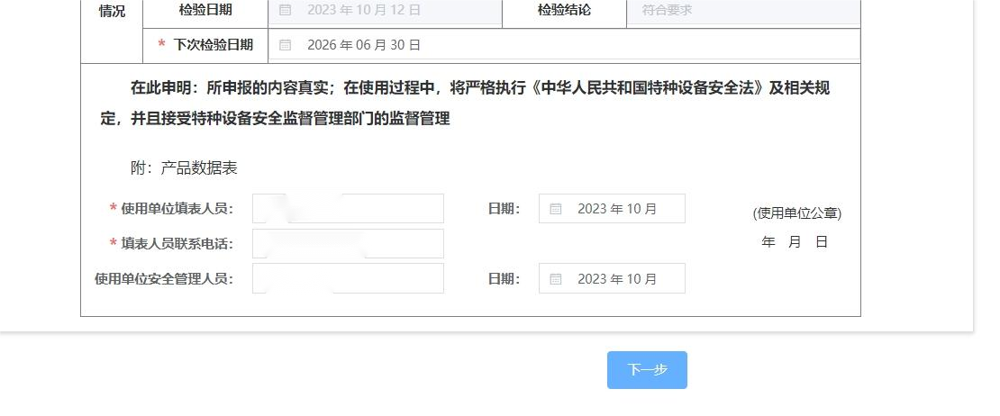 情况 检验日期 2023 年 10 月 12 日 检验结论 符合要求
* 下次检验日期 2026 年 06 月 30 日
在此申明：所申报的内容真实；在使用过程中，将严格执行《中华人民共和国特种设备安全法》及相关规
定，并且接受特种设备安全监督管理部门的监督管理
附：产品数据表
* 使用单位填表人员： 日期： 2023 年 10 月
(使用单位公章)
* 填表人员联系电话： 年 月 日
使用单位安全管理人员： 日期： 2023 年 10 月
下一步